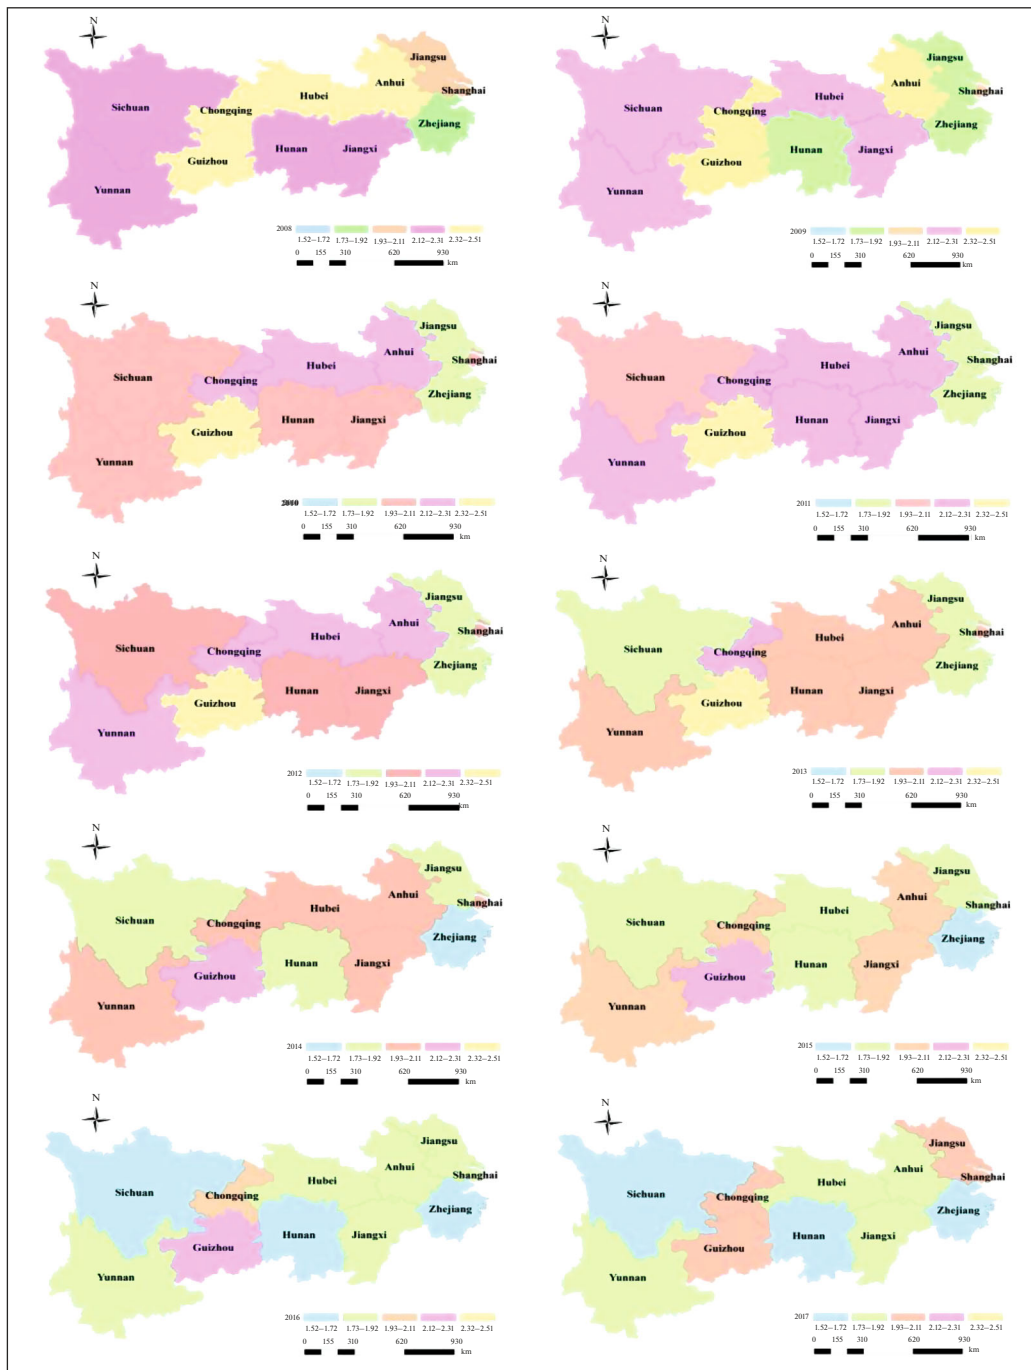 N
Jiangsu
Anhui
Shanghai
Hubei
Sichuan
Chongqing
Zhejiang
Hunan
Jiangxi
Guizhou
Yunnan
2008
1.52–1.72 1.73–1.92 1.93–2.11 2.12–2.31 2.32–2.51
0 155 310 620 930
km
N
Jiangsu
Anhui
Shanghai
Hubei
Sichuan
Chongqing
Zhejiang
Hunan
Jiangxi
Guizhou
Yunnan
2009
1.52–1.72 1.73–1.92 1.93–2.11 2.12–2.31 2.32–2.51
0 155 310 620 930
km
N
Jiangsu
Anhui
Shanghai
Hubei
Sichuan
Chongqing
Zhejiang
Hunan
Jiangxi
Guizhou
Yunnan
1.52–1.72 1.73–1.92 1.93–2.11 2.12–2.31 2.32–2.51
0 155 310 620 930
km
N
Jiangsu
Anhui
Shanghai
Hubei
Sichuan
Chongqing
Zhejiang
Hunan
Jiangxi
Guizhou
Yunnan
2011
1.52–1.72 1.73–1.92 1.93–2.11 2.12–2.31 2.32–2.51
0 155 310 620 930
km
N
Jiangsu
Anhui
Shanghai
Hubei
Sichuan
Chongqing
Zhejiang
Hunan
Jiangxi
Guizhou
Yunnan
2012
1.52–1.72 1.73–1.92 1.93–2.11 2.12–2.31 2.32–2.51
0 155 310 620 930
km
N
Jiangsu
Anhui
Shanghai
Hubei
Sichuan
Chongqing
Zhejiang
Hunan
Jiangxi
Guizhou
Yunnan
2013
1.52–1.72 1.73–1.92 1.93–2.11 2.12–2.31 2.32–2.51
0 155 310 620 930
km
N
Jiangsu
Anhui
Shanghai
Hubei
Sichuan
Chongqing
Zhejiang
Hunan
Jiangxi
Guizhou
Yunnan
2014
1.52–1.72 1.73–1.92 1.93–2.11 2.12–2.31 2.32–2.51
0 155 310 620 930
km
N
Jiangsu
Anhui
Shanghai
Hubei
Sichuan
Chongqing
Zhejiang
Hunan
Jiangxi
Guizhou
Yunnan
2015
1.52–1.72 1.73–1.92 1.93–2.11 2.12–2.31 2.32–2.51
0 155 310 620 930
km
N
Jiangsu
Anhui
Shanghai
Hubei
Sichuan
Chongqing
Zhejiang
Hunan
Jiangxi
Guizhou
Yunnan
2016
1.52–1.72 1.73–1.92 1.93–2.11 2.12–2.31 2.32–2.51
0 155 310 620 930
km
N
Jiangsu
Anhui
Shanghai
Hubei
Sichuan
Chongqing
Zhejiang
Hunan
Jiangxi
Guizhou
Yunnan
2017
1.52–1.72 1.73–1.92 1.93–2.11 2.12–2.31 2.32–2.51
0 155 310 620 930
km